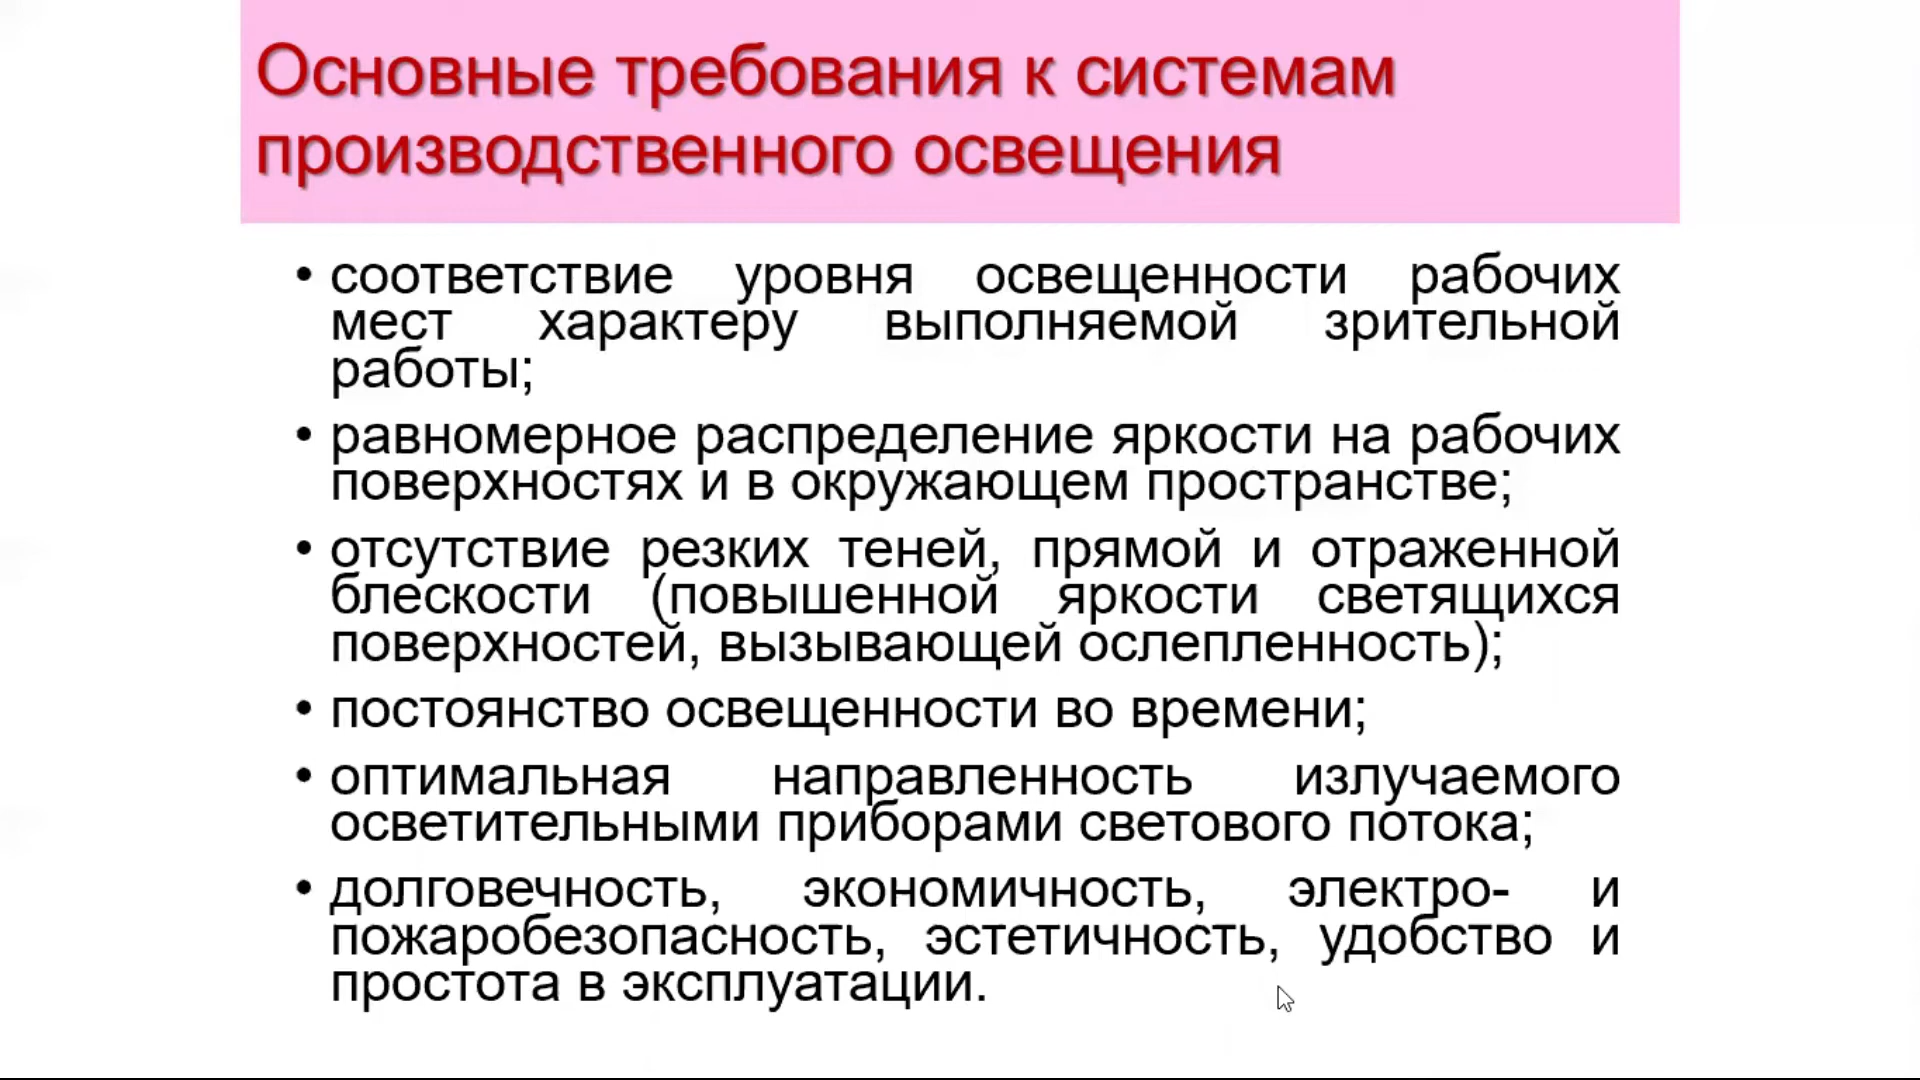 Основные требования к системам
производственного освещения
• соответствие уровня освещенности рабочих
мест характеру выполняемой зрительной
работы;
• равномерное распределение яркости на рабочих
поверхностях и в окружающем пространстве;
• отсутствие резких теней, прямой и отраженной
блескости (повышенной яркости светящихся
поверхностей, вызывающей ослепленность);
• постоянство освещенности во времени;
• оптимальная направленность излучаемого
осветительными приборами светового потока;
• долговечность, экономичность, электро- и
пожаробезопасность, эстетичность, удобство и
простота в эксплуатации.